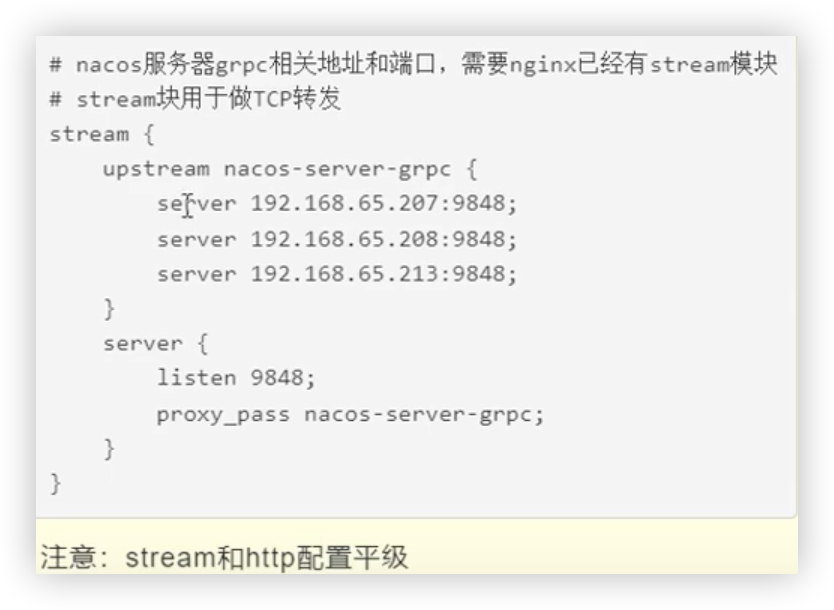 # nacos服务器grpc相关地址和端口，需要nginx已经有stream模块
# stream块用于做TCP转发
stream {
    upstream nacos-server-grpc {
        server 192.168.65.207:9848;
        server 192.168.65.208:9848;
        server 192.168.65.213:9848;
    }
    server {
        listen 9848;
        proxy_pass nacos-server-grpc;
    }
}
注意：stream和http配置平级